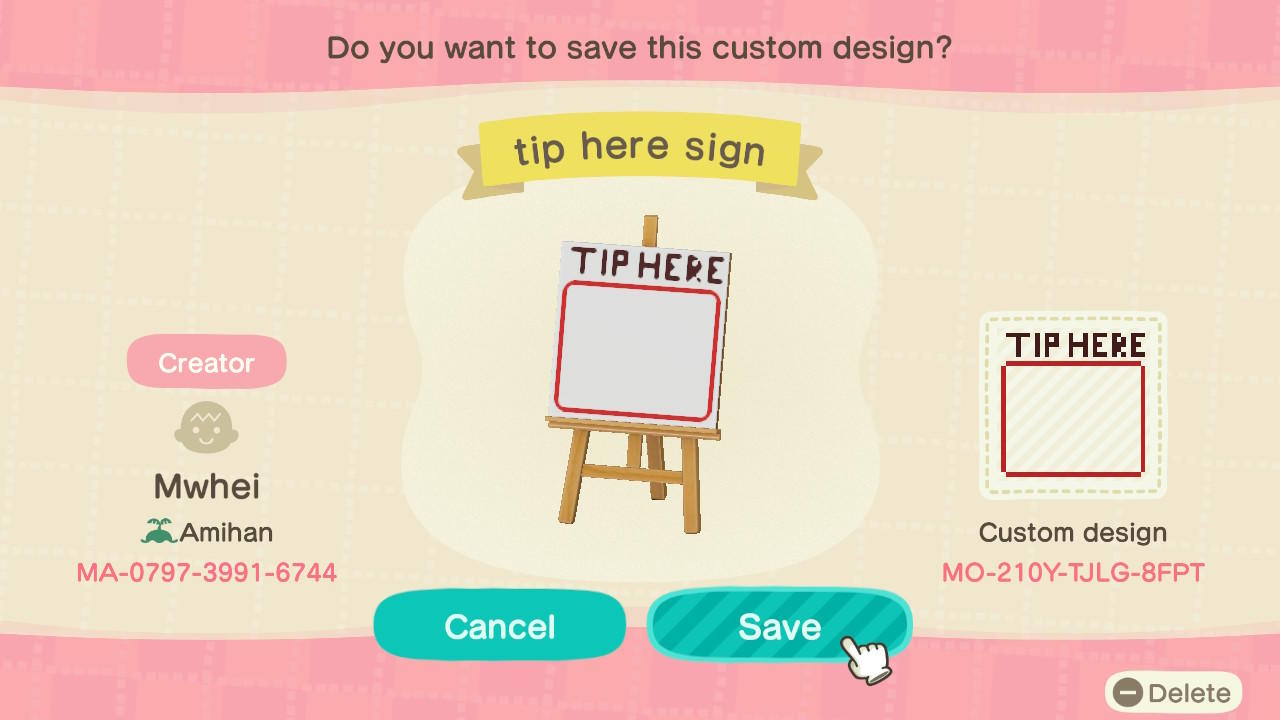 Do you want to save this custom design?
tip here sign
TIP HERE
TIP HERE
Creator
Mwhei
Amihan
MA-0797-3991-6744
Custom design
MO-210Y-TJLG-8FPT
Cancel
Save
Delete